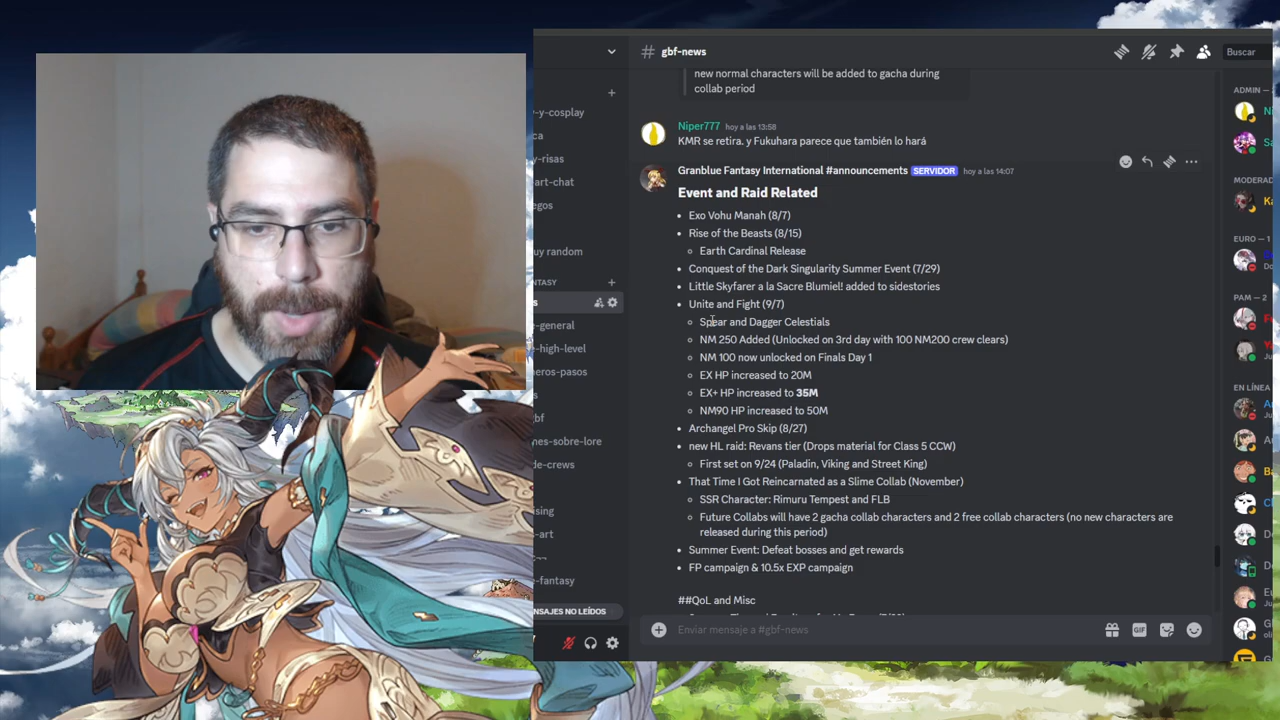 # gbf-news
Buscar
new normal characters will be added to gacha during
collab period
Niper777 hoy a las 13:58
KMR se retira. y Fukuhara parece que también lo hará
Granblue Fantasy International #announcements SERVIDOR hoy a las 14:07
Event and Raid Related
• Exo Vohu Manah (8/7)
• Rise of the Beasts (8/15)
Earth Cardinal Release
• Conquest of the Dark Singularity Summer Event (7/29)
• Little Skyfarer a la Sacre Blumiel! added to sidestories
• Unite and Fight (9/7)
Spear and Dagger Celestials
NM 250 Added (Unlocked on 3rd day with 100 NM200 crew clears)
NM 100 now unlocked on Finals Day 1
EX HP increased to 20M
EX+ HP increased to 35M
NM90 HP increased to 50M
• Archangel Pro Skip (8/27)
• new HL raid: Revans tier (Drops material for Class 5 CCW)
First set on 9/24 (Paladin, Viking and Street King)
• That Time I Got Reincarnated as a Slime Collab (November)
SSR Character: Rimuru Tempest and FLB
Future Collabs will have 2 gacha collab characters and 2 free collab characters (no new characters are
released during this period)
• Summer Event: Defeat bosses and get rewards
• FP campaign & 10.5x EXP campaign
##QoL and Misc
Enviar mensaje a #gbf-news
GIF
-y-cosplay
ca
-y-risas
art-chat
egos
uy random
NTASY
s
-general
-high-level
neros-pasos
s
gbf
nes-sobre-lore
de-crews
sing
-art
e-fantasy
NSAJES NO LEÍDOS
ADMIN —
Ni
Sa
MODERAD
Ka
EURO — 1
Do
PAM — 2
EN LÍNEA